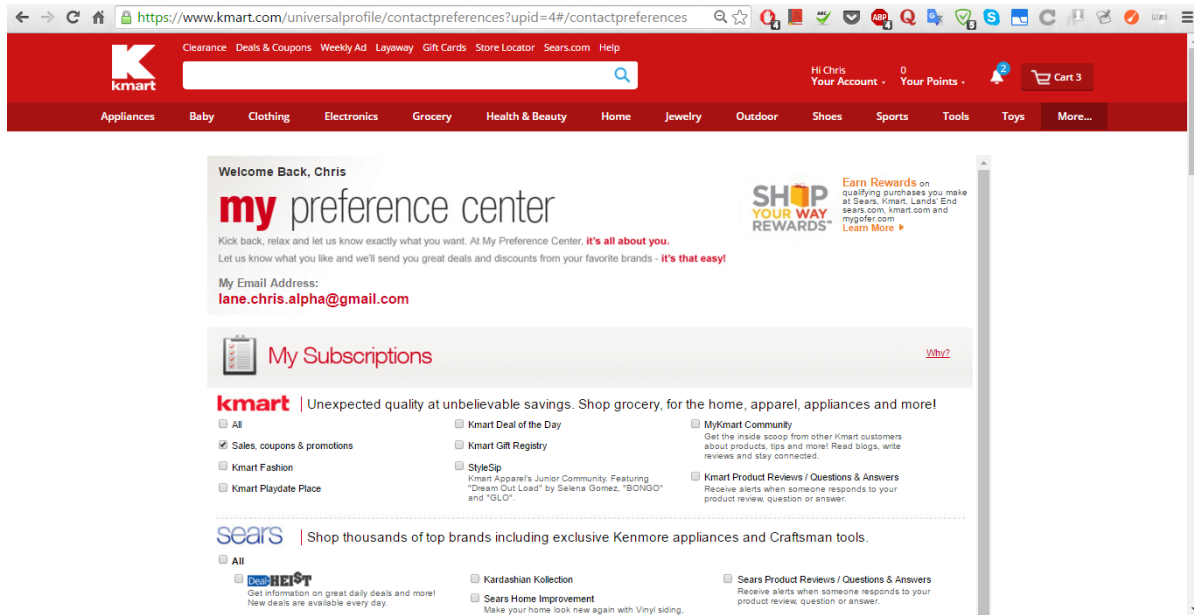 https://www.kmart.com/universalprofile/contactpreferences?upid=4#/contactpreferences
Clearance Deals & Coupons Weekly Ad Layaway Gift Cards Store Locator Sears.com Help
kmart
Hi Chris
Your Account
0
Your Points
2
Cart 3
Appliances Baby Clothing Electronics Grocery Health & Beauty Home Jewelry Outdoor Shoes Sports Tools Toys More...
Welcome Back, Chris
my preference center
Kick back, relax and let us know exactly what you want. At My Preference Center, it's all about you.
Let us know what you like and we'll send you great deals and discounts from your favorite brands - it's that easy!
My Email Address:
lane.chris.alpha@gmail.com
SHOP
YOUR WAY
REWARDS
Earn Rewards on
qualifying purchases you make
at Sears, Kmart, Lands' End
sears.com, kmart.com and
mygofer.com
Learn More
My Subscriptions
Why?
kmart | Unexpected quality at unbelievable savings. Shop grocery, for the home, apparel, appliances and more!
All
Sales, coupons & promotions
Kmart Fashion
Kmart Playdate Place
Kmart Deal of the Day
Kmart Gift Registry
StyleSip
Kmart Apparel's Junior Community. Featuring
"Dream Out Load" by Selena Gomez, "BONGO"
and "GLO".
MyKmart Community
Get the inside scoop from other Kmart customers
about products, tips and more! Read blogs, write
reviews and stay connected.
Kmart Product Reviews / Questions & Answers
Receive alerts when someone responds to your
product review, question or answer.
sears | Shop thousands of top brands including exclusive Kenmore appliances and Craftsman tools.
All
Deal HEI$T
Get information on great daily deals and more!
New deals are available every day.
Kardashian Kollection
Sears Home Improvement
Make your home look new again with Vinyl siding,
Sears Product Reviews / Questions & Answers
Receive alerts when someone responds to your
product review, question or answer.